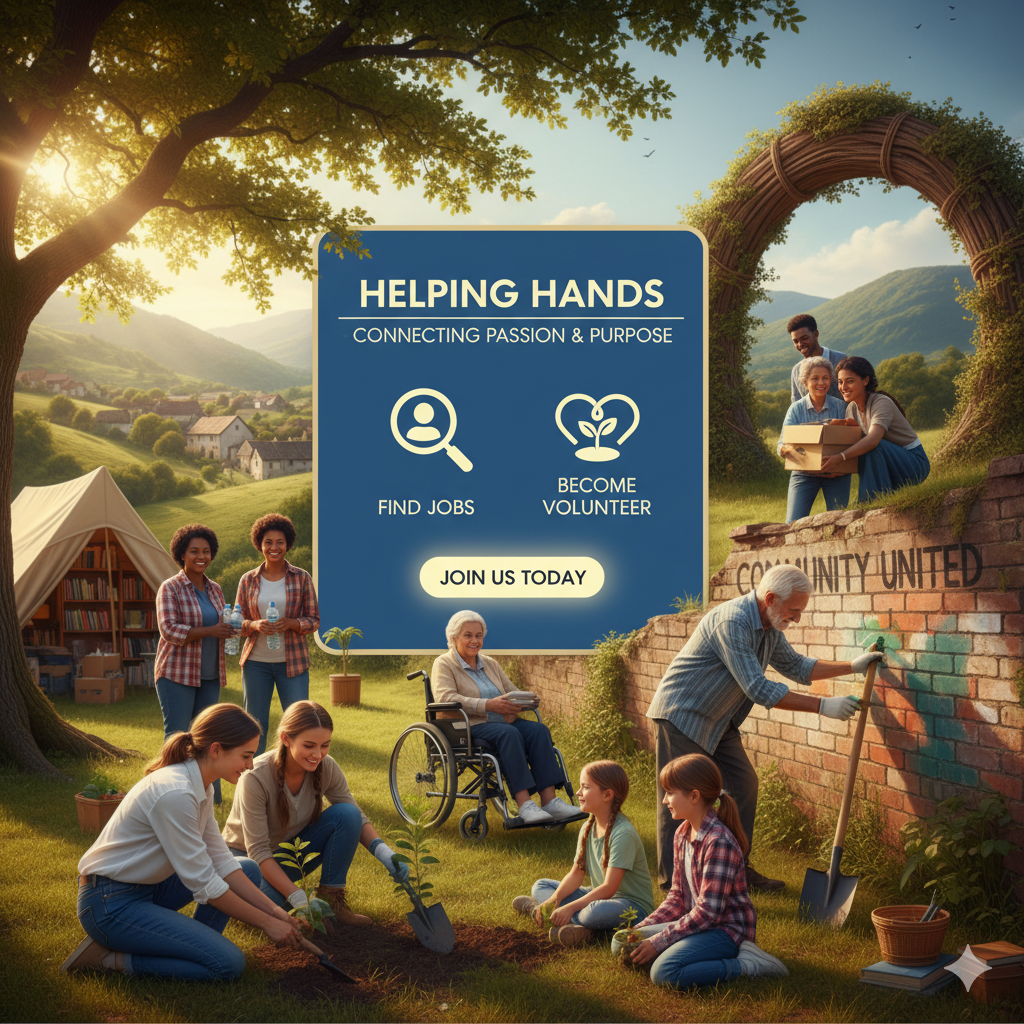 HELPING HANDS
CONNECTING PASSION & PURPOSE
FIND JOBS
BECOME
VOLUNTEER
JOIN US TODAY
COMMUNITY UNITED